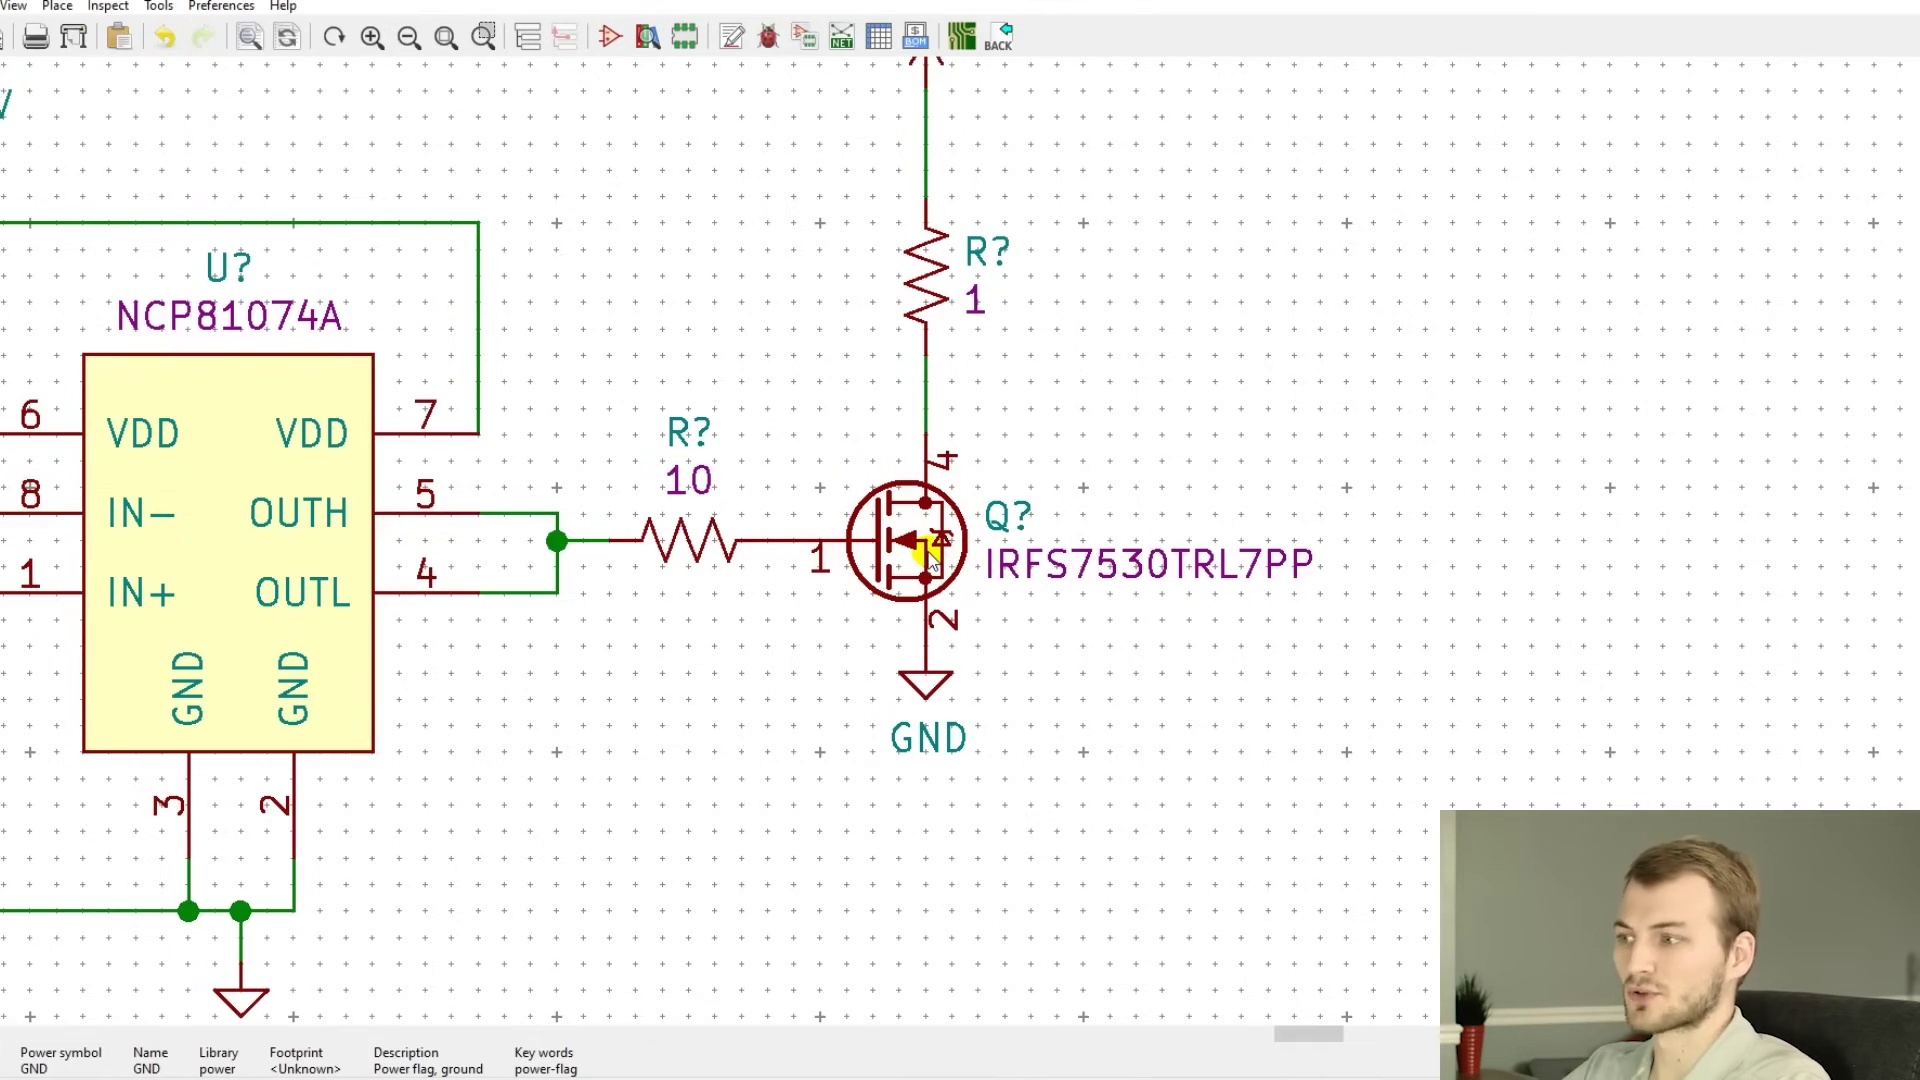 View Place Inspect Tools Preferences Help
NET
BOM
BACK
V
U?
NCP81074A
R?
1
6
VDD
VDD
7
8
IN-
OUTH
5
1
IN+
OUTL
4
GND
GND
3
2
R?
10
4
1
Q?
IRFS7530TRL7PP
2
GND
Power symbol Name Library Footprint Description Key words
GND GND power <Unknown> Power flag, ground power-flag